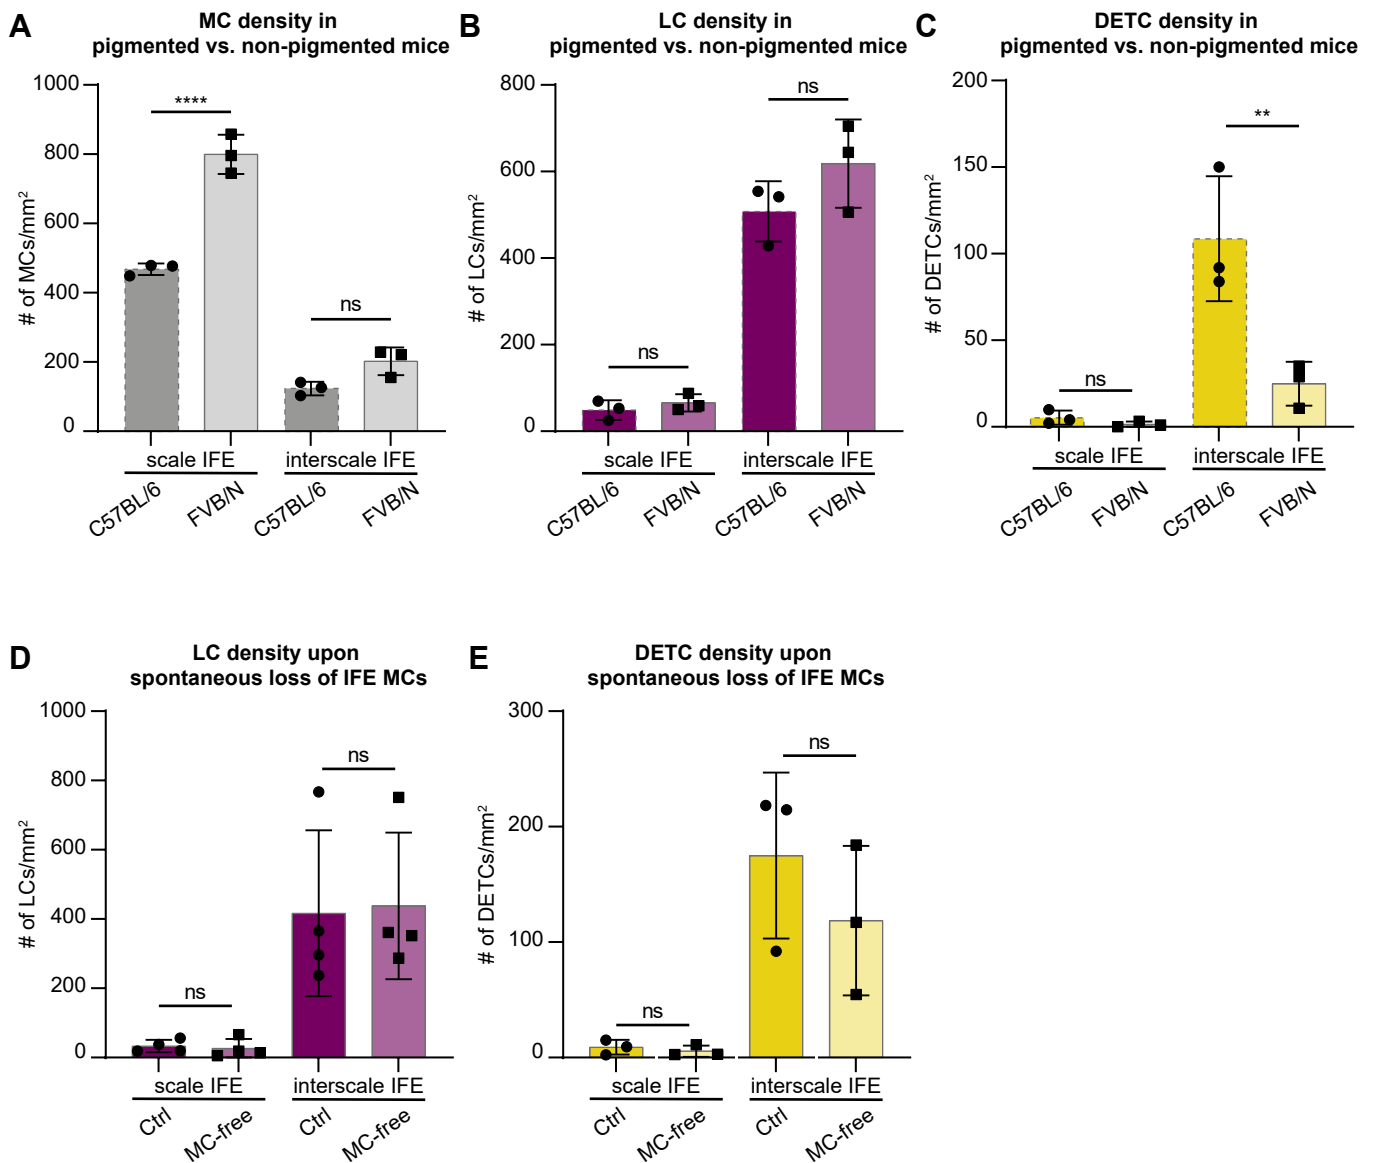 A
MC density in
pigmented vs. non-pigmented mice
# of MCs/mm2
1000
800
600
400
200
0
****
ns
scale IFE
interscale IFE
C57BL/6
FVB/N
C57BL/6
FVB/N
B
LC density in
pigmented vs. non-pigmented mice
# of LCs/mm2
800
600
400
200
0
ns
ns
scale IFE
interscale IFE
C57BL/6
FVB/N
C57BL/6
FVB/N
C
DETC density in
pigmented vs. non-pigmented mice
# of DETCs/mm2
200
150
100
50
0
ns
**
scale IFE
interscale IFE
C57BL/6
FVB/N
C57BL/6
FVB/N
D
LC density upon
spontaneous loss of IFE MCs
# of LCs/mm2
1000
800
600
400
200
0
ns
ns
scale IFE
interscale IFE
Ctrl
MC-free
Ctrl
MC-free
E
DETC density upon
spontaneous loss of IFE MCs
# of DETCs/mm2
300
200
100
0
ns
ns
scale IFE
interscale IFE
Ctrl
MC-free
Ctrl
MC-free